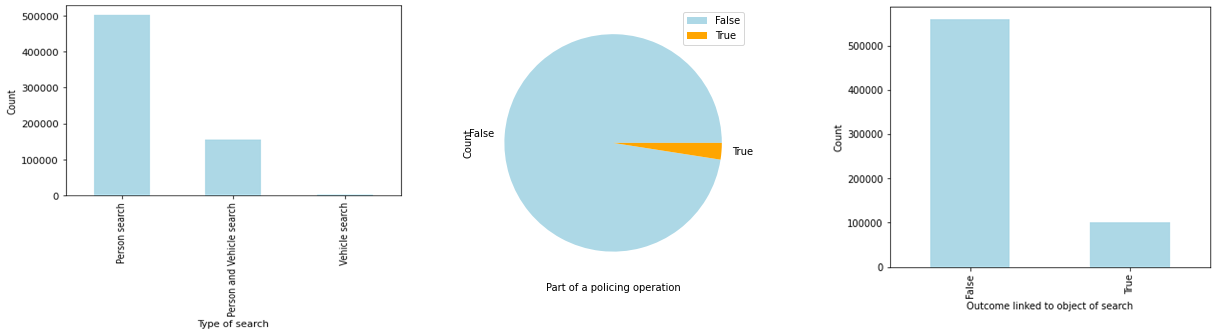 500000
400000
300000
200000
100000
0
Count
Person search
Person and Vehicle search
Vehicle search
Type of search
False
True
False
Count
True
Part of a policing operation
500000
400000
300000
200000
100000
0
Count
False
True
Outcome linked to object of search